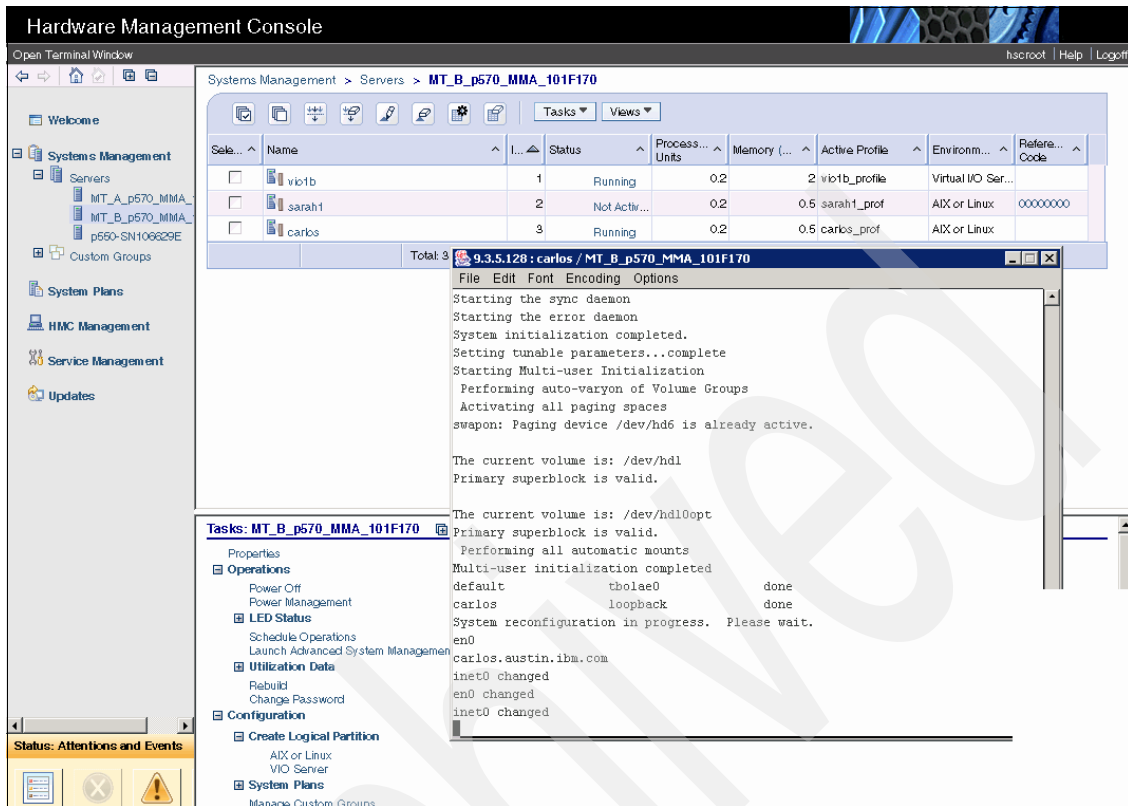 Hardware Management Console
Open Terminal Window
hscroot | Help | Logoff
Systems Management > Servers > MT_B_p570_MMA_101F170
Welcome
Systems Management
Servers
MT_A_p570_MMA_
MT_B_p570_MMA_
p550-SN106629E
Custom Groups
System Plans
HMC Management
Service Management
Updates
Tasks Views
Sele... Name I... Status Process... Units Memory (... Active Profile Environm... Refere... Code
vio1b 1 Running 0.2 2 vio1b_profile Virtual I/O Ser...
sarah1 2 Not Activ... 0.2 0.5 sarah1_prof AIX or Linux 00000000
carlos 3 Running 0.2 0.5 carlos_prof AIX or Linux
Total: 3
9.3.5.128 : carlos / MT_B_p570_MMA_101F170
File Edit Font Encoding Options
Starting the sync daemon
Starting the error daemon
System initialization completed.
Setting tunable parameters...complete
Starting Multi-user Initialization
Performing auto-varyon of Volume Groups
Activating all paging spaces
swapon: Paging device /dev/hd6 is already active.
The current volume is: /dev/hd1
Primary superblock is valid.
The current volume is: /dev/hd10opt
Primary superblock is valid.
Performing all automatic mounts
Multi-user initialization completed
default tbolae0 done
carlos loopback done
System reconfiguration in progress. Please wait.
en0
carlos.austin.ibm.com
inet0 changed
en0 changed
inet0 changed
Tasks: MT_B_p570_MMA_101F170
Properties
Operations
Power Off
Power Management
LED Status
Schedule Operations
Launch Advanced System Managemen
Utilization Data
Rebuild
Change Password
Configuration
Create Logical Partition
AIX or Linux
VIO Server
System Plans
Manage Custom Groups
Status: Attentions and Events